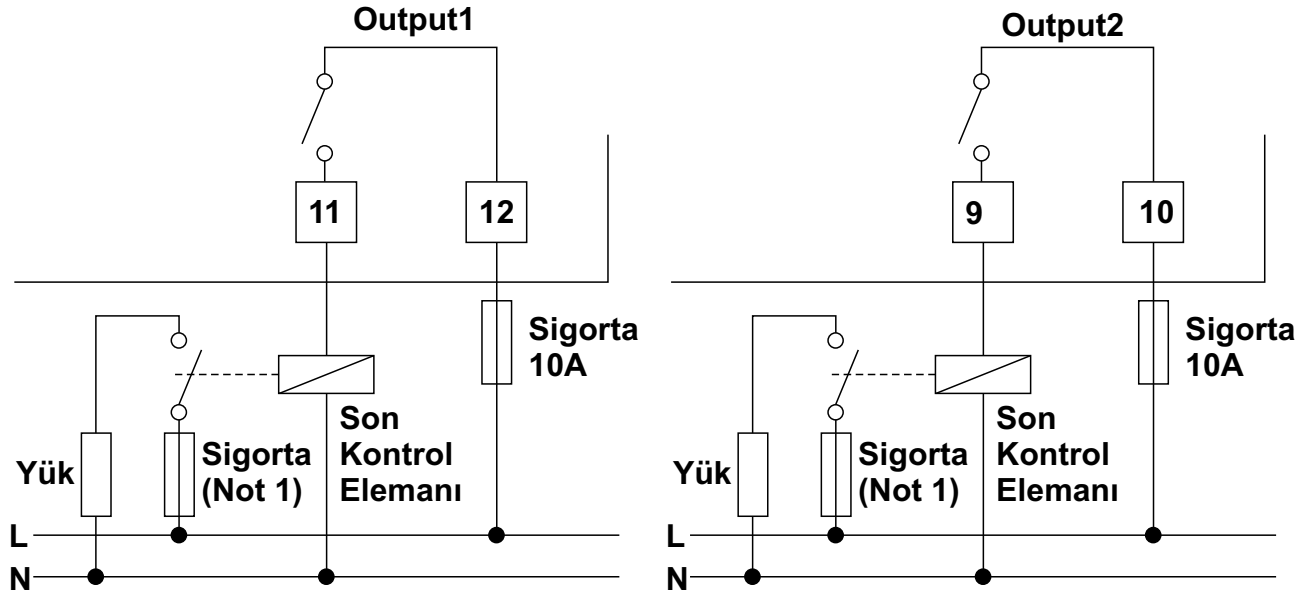 Output1
11
12
Sigorta
10A
Son
Kontrol
Elemanı
Sigorta
(Not 1)
Yük
L
N
Output2
9
10
Sigorta
10A
Son
Kontrol
Elemanı
Sigorta
(Not 1)
Yük
L
N